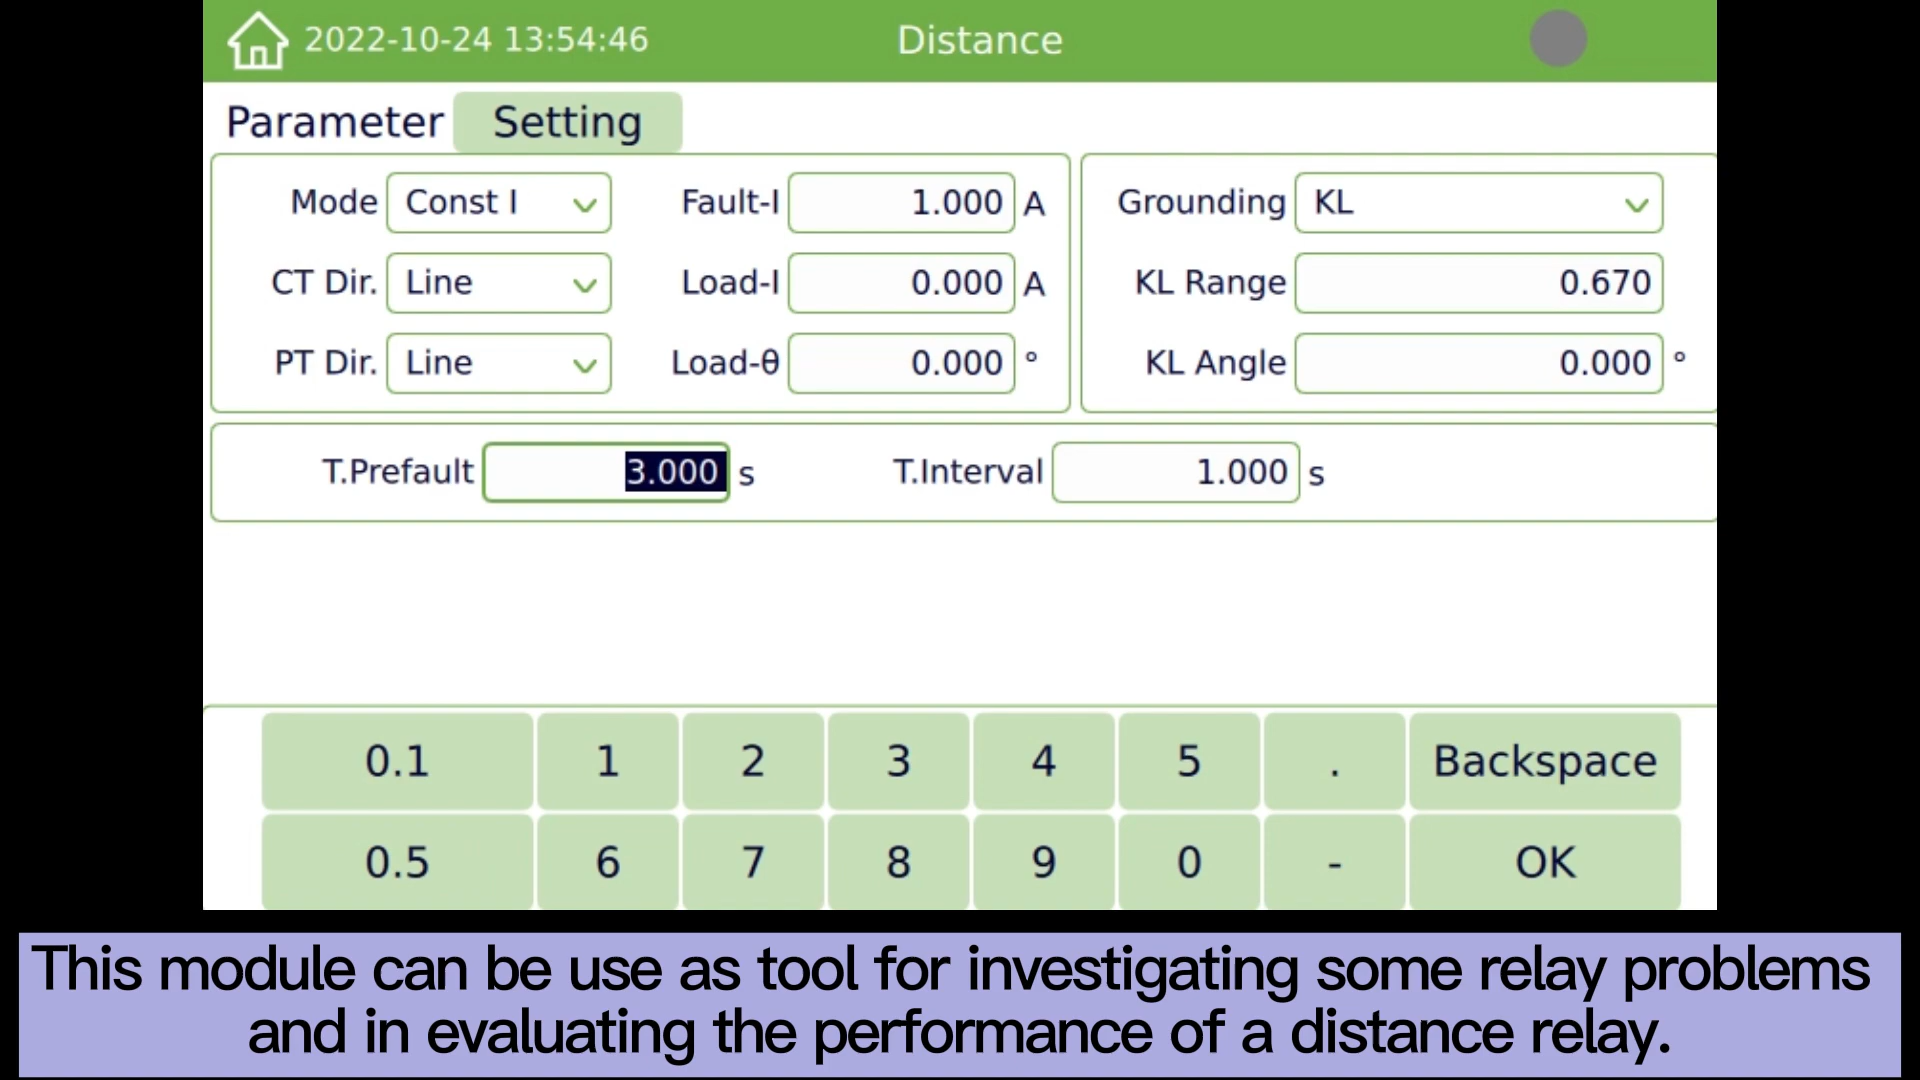 2022-10-24 13:54:46 Distance
Parameter Setting
Mode Const I Fault-I 1.000 A Grounding KL
CT Dir. Line Load-I 0.000 A KL Range 0.670
PT Dir. Line Load-θ 0.000 ° KL Angle 0.000 °
T.Prefault 3.000 s T.Interval 1.000 s
0.1 1 2 3 4 5 . Backspace
0.5 6 7 8 9 0 - OK
This module can be use as tool for investigating some relay problems
and in evaluating the performance of a distance relay.